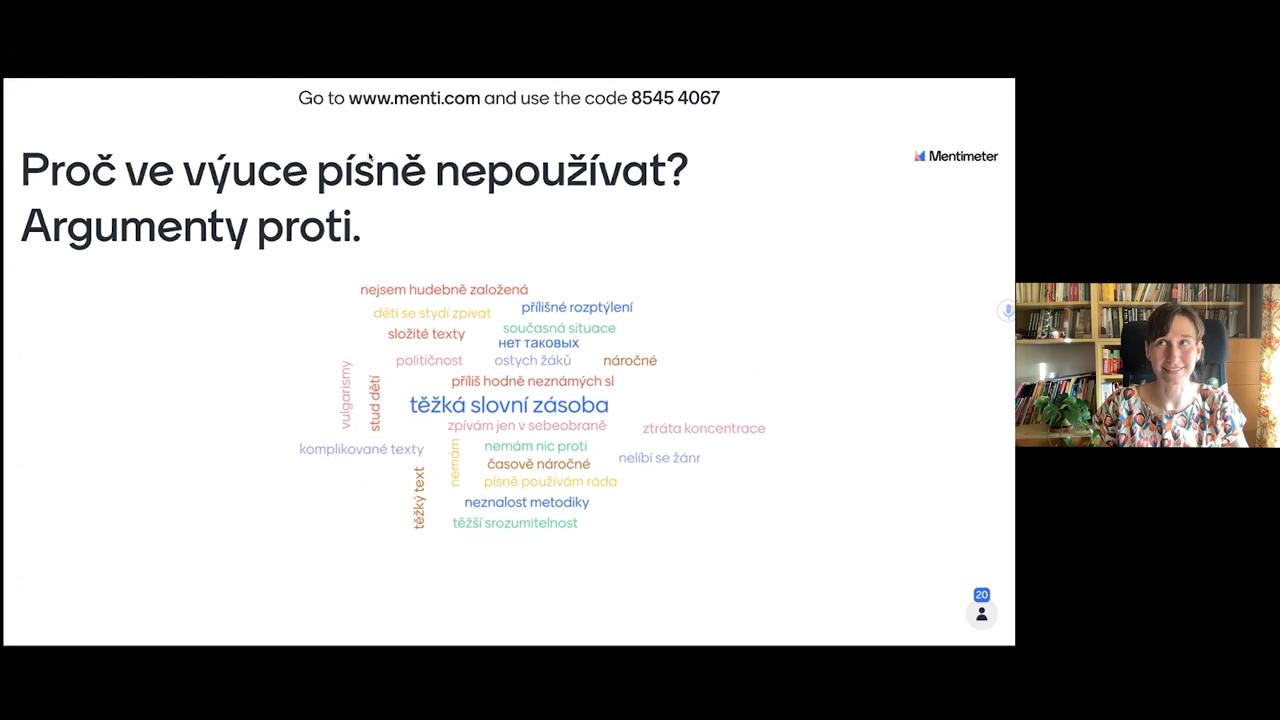 Go to www.menti.com and use the code 8545 4067
Mentimeter
Proč ve výuce písně nepoužívat?
Argumenty proti.
nejsem hudebně založená
přílišné rozptýlení
děti se stydí zpívat
současná situace
složité texty
нет таковых
političnost
ostych žáků
náročné
vulgarismy
stud dětí
příliš hodně neznámých sl
těžká slovní zásoba
zpívám jen v sebeobraně
ztráta koncentrace
komplikované texty
nemám
nemám nic proti
nelíbí se žánr
časově náročné
těžký text
písně používám ráda
neznalost metodiky
těžší srozumitelnost
20